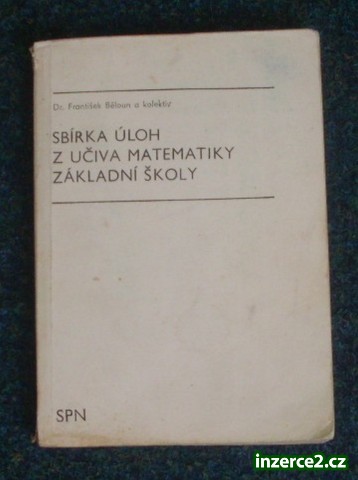 Dr. František Běloun a kolektiv
SBÍRKA ÚLOH
Z UČIVA MATEMATIKY
ZÁKLADNÍ ŠKOLY
SPN
inzerce2.cz